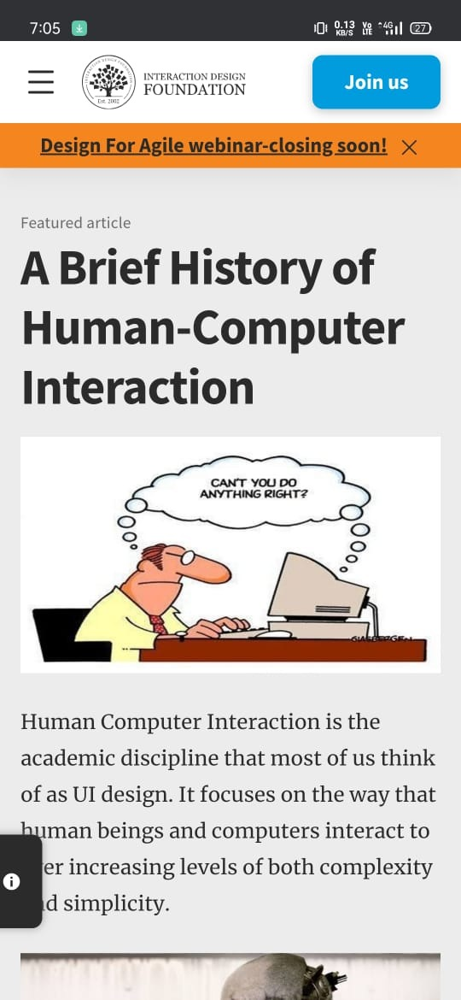 7:05
0.13 KB/S
Vo LTE
4G
27
INTERACTION DESIGN
FOUNDATION
Est. 2002
Join us
Design For Agile webinar-closing soon!
Featured article
A Brief History of
Human-Computer
Interaction
CAN'T YOU DO
ANYTHING RIGHT?
GLASBERGEN
Human Computer Interaction is the
academic discipline that most of us think
of as UI design. It focuses on the way that
human beings and computers interact to
er increasing levels of both complexity
d simplicity.